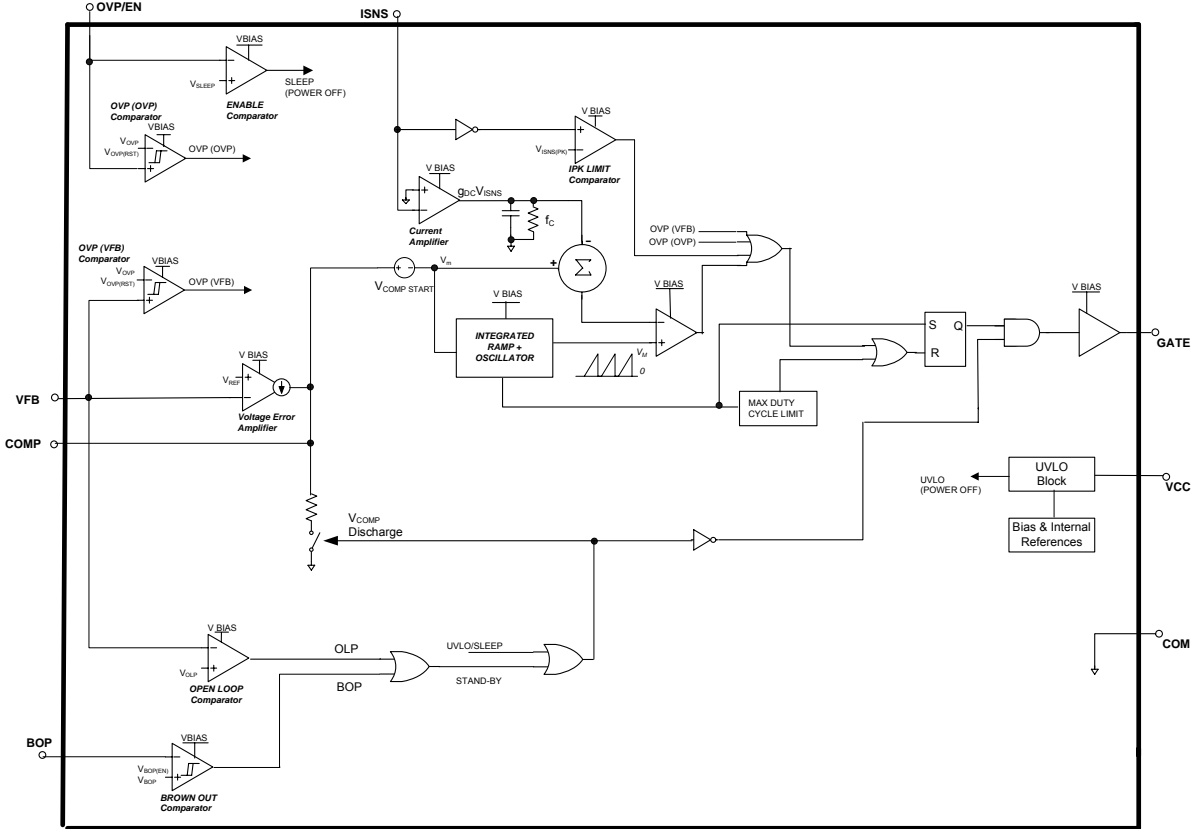 OVP/EN
ISNS
VBIAS
VSLEEP
SLEEP
(POWER OFF)
ENABLE
Comparator
OVP (OVP)
Comparator
VBIAS
VOVP
VOVP(RST)
OVP (OVP)
V BIAS
VISNS(PK)
IPK LIMIT
Comparator
V BIAS
gDCVISNS
fC
Current
Amplifier
OVP (VFB)
OVP (OVP)
OVP (VFB)
Comparator
VBIAS
VOVP
VOVP(RST)
OVP (VFB)
Vm
VCOMP START
Σ
V BIAS
INTEGRATED
RAMP +
OSCILLATOR
V BIAS
VM
0
S
Q
R
V BIAS
GATE
MAX DUTY
CYCLE LIMIT
V BIAS
VREF
Voltage Error
Amplifier
VFB
COMP
UVLO
(POWER OFF)
UVLO
Block
VCC
Bias & Internal
References
VCOMP
Discharge
COM
V BIAS
VOLP
OPEN LOOP
Comparator
OLP
BOP
UVLO/SLEEP
STAND-BY
BOP
VBIAS
VBOP(EN)
VBOP
BROWN OUT
Comparator